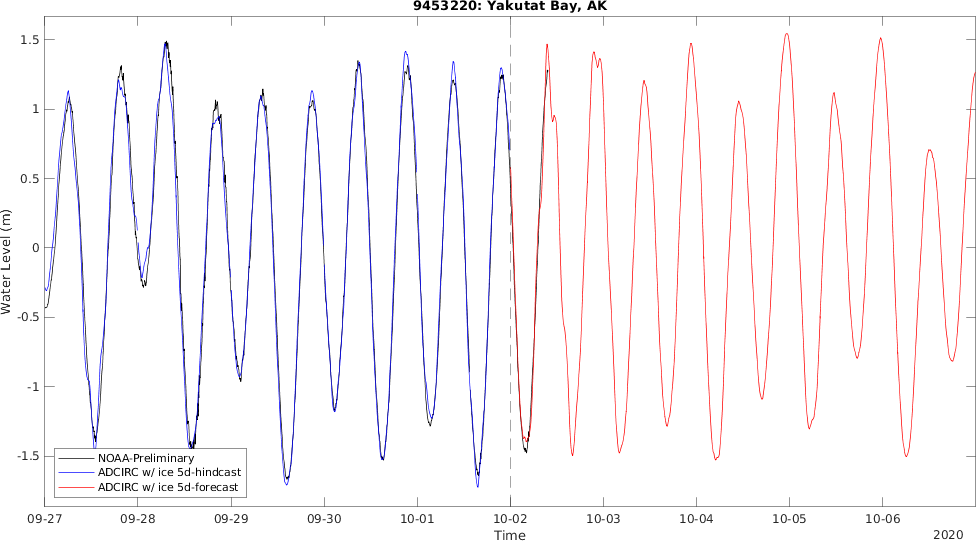 9453220: Yakutat Bay, AK
Water Level (m)
1.5
1
0.5
0
-0.5
-1
-1.5
NOAA-Preliminary
ADCIRC w/ ice 5d-hindcast
ADCIRC w/ ice 5d-forecast
09-27 09-28 09-29 09-30 10-01 10-02 10-03 10-04 10-05 10-06
Time
2020